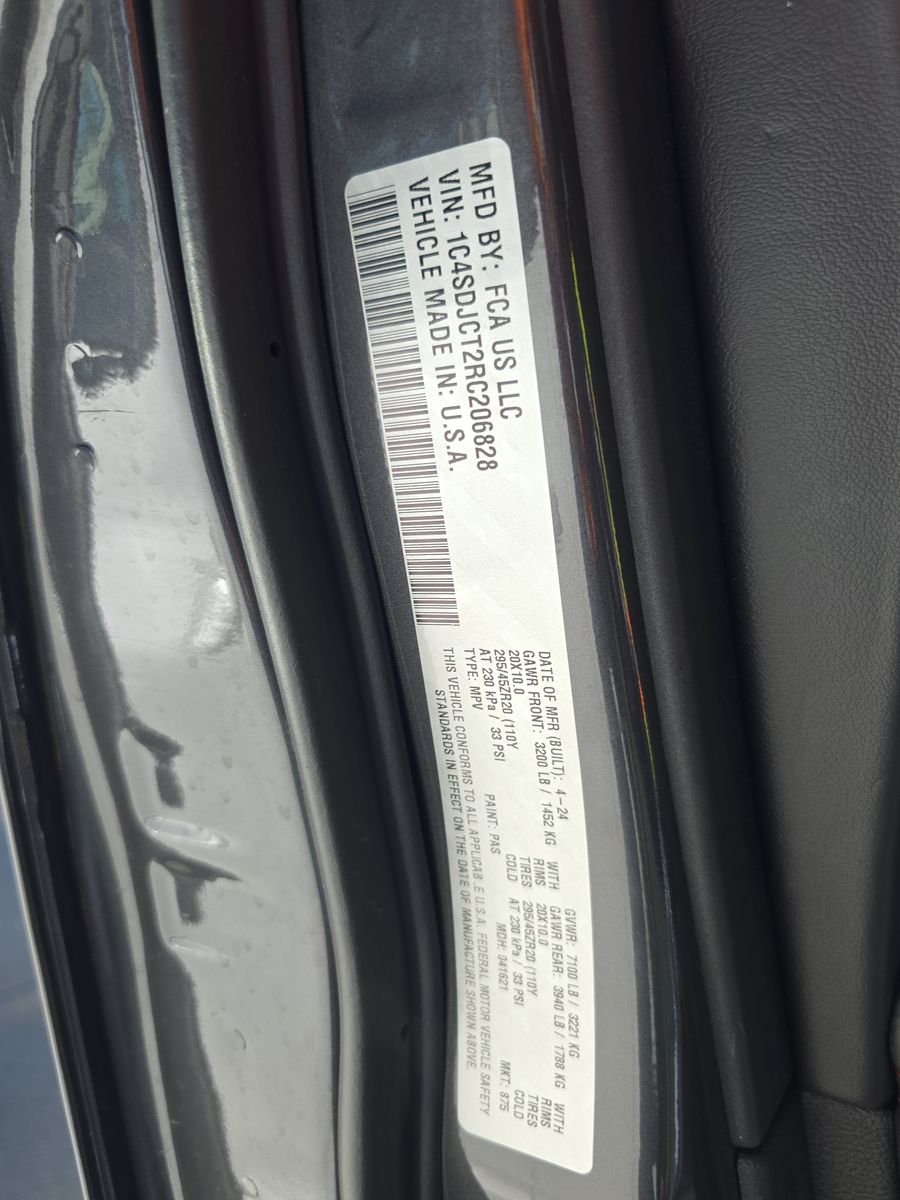 MFD BY: FCA US LLC
VIN: 1C4SDJCT2RC206828
VEHICLE MADE IN: U.S.A.
DATE OF MFR (BUILT): 4-24 GVWR: 7100 LB / 3221 KG
GAWR FRONT: 3200 LB / 1452 KG WITH GAWR REAR: 3940 LB / 1788 KG WITH
20X10.0 RIMS 20X10.0 RIMS
295/45ZR20 (110Y TIRES 295/45ZR20 (110Y TIRES
AT 230 kPa / 33 PSI COLD AT 230 kPa / 33 PSI COLD
TYPE: MPV PAINT: PAS MDH: 041621 MKT: 875
THIS VEHICLE CONFORMS TO ALL APPLICAB_E U.S.A. FEDERAL MOTOR VEHICLE SAFETY
STANDARDS IN EFFECT ON THE DATE OF MANUFACTURE SHOWN ABOVE.